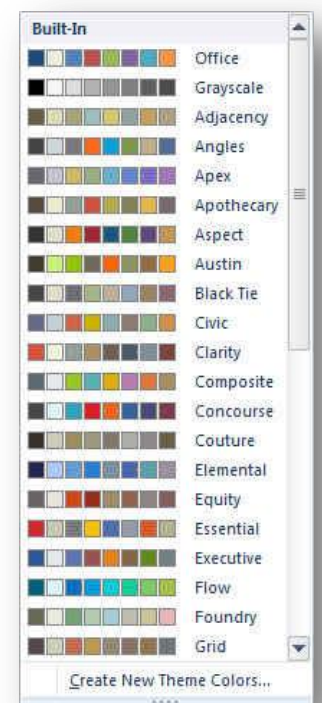 Built-In
Office
Grayscale
Adjacency
Angles
Apex
Apothecary
Aspect
Austin
Black Tie
Civic
Clarity
Composite
Concourse
Couture
Elemental
Equity
Essential
Executive
Flow
Foundry
Grid
Create New Theme Colors...